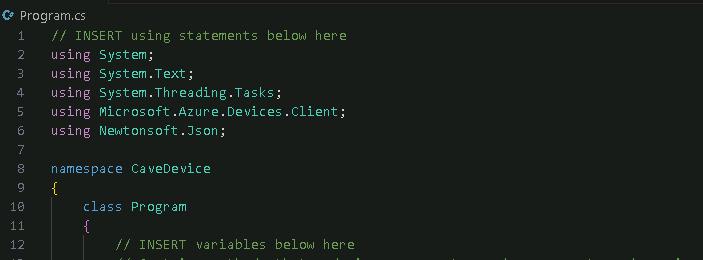 Program.cs
1 // INSERT using statements below here
2 using System;
3 using System.Text;
4 using System.Threading.Tasks;
5 using Microsoft.Azure.Devices.Client;
6 using Newtonsoft.Json;
7
8 namespace CaveDevice
9 {
10 class Program
11 {
12 // INSERT variables below here